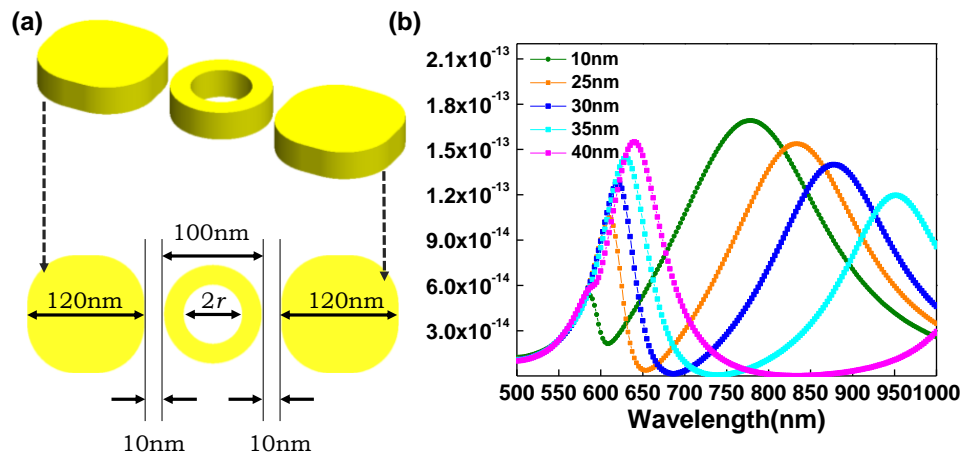 (a)
100nm
120nm
2r
120nm
10nm
10nm
(b)
2.1x10-13
1.8x10-13
1.5x10-13
1.2x10-13
9.0x10-14
6.0x10-14
3.0x10-14
10nm
25nm
30nm
35nm
40nm
500 550 600 650 700 750 800 850 900 950 1000
Wavelength(nm)